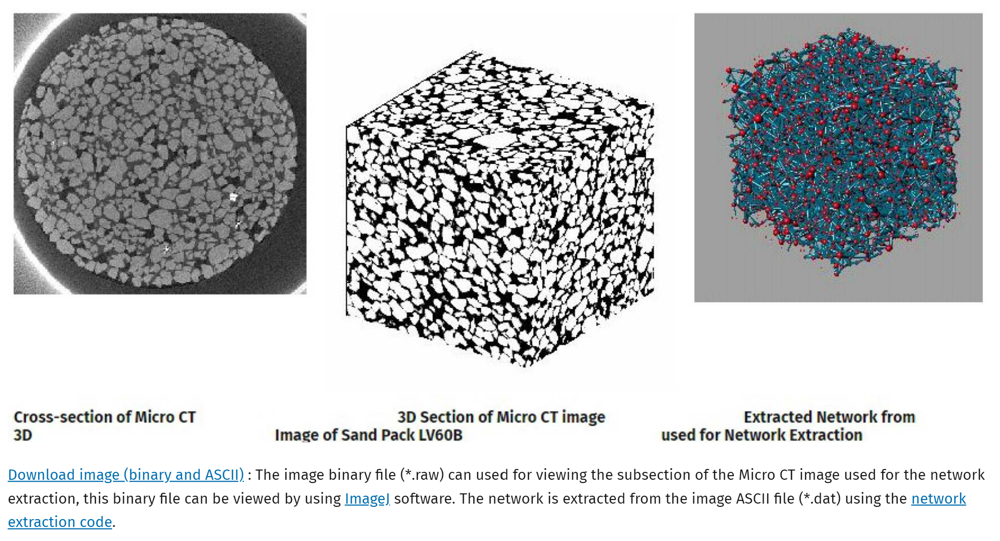 Cross-section of Micro CT 3D Section of Micro CT image Extracted Network from
3D Image of Sand Pack LV60B used for Network Extraction
Download image (binary and ASCII) : The image binary file (*.raw) can used for viewing the subsection of the Micro CT image used for the network
extraction, this binary file can be viewed by using ImageJ software. The network is extracted from the image ASCII file (*.dat) using the network
extraction code.